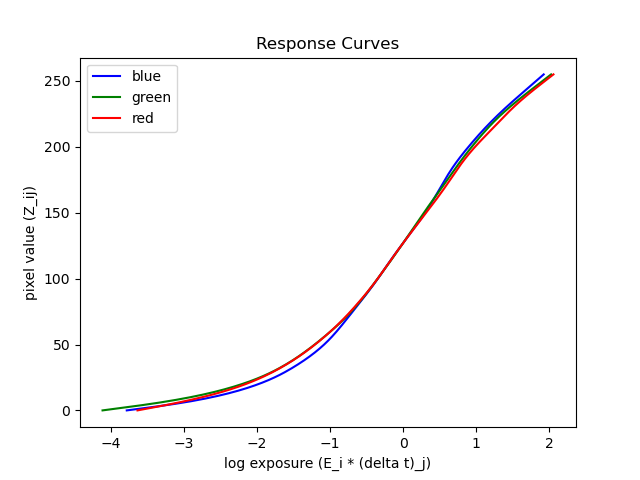 Response Curves
blue
green
red
250
200
150
100
50
0
pixel value (Z_ij)
−4
−3
−2
−1
0
1
2
log exposure (E_i * (delta t)_j)